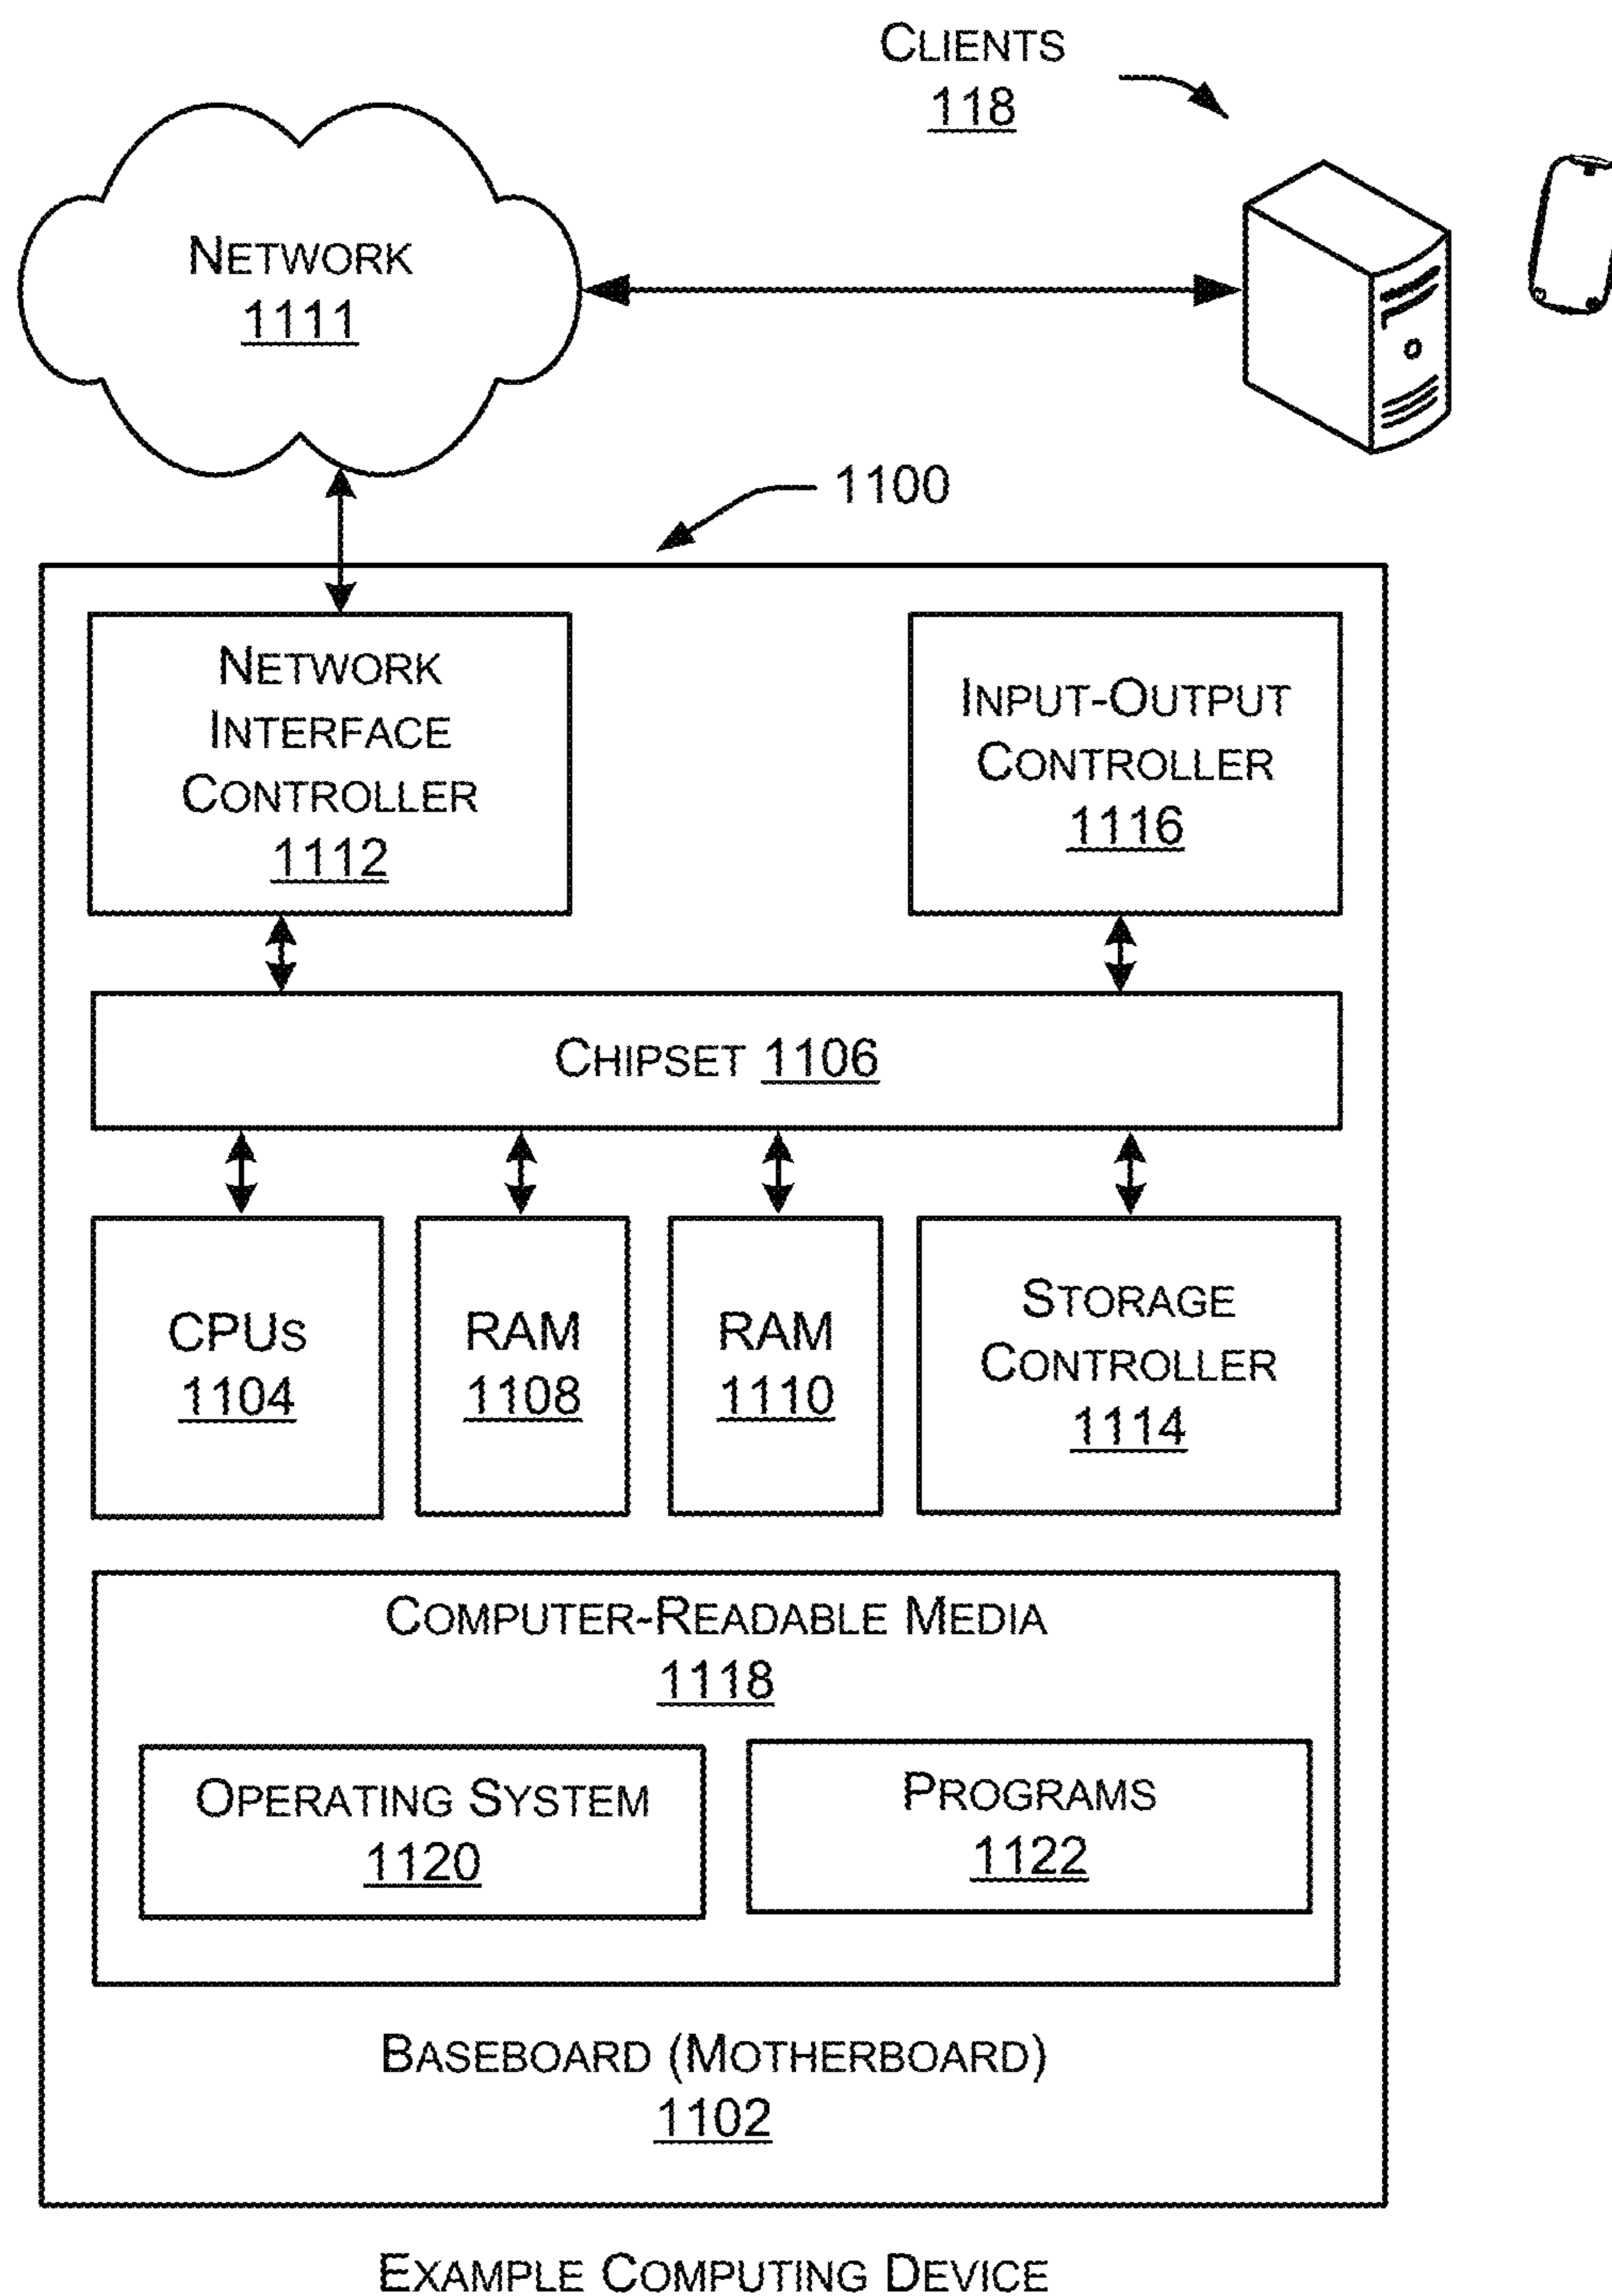 CLIENTS
118
NETWORK
1111
1100
NETWORK
INTERFACE
CONTROLLER
1112
INPUT-OUTPUT
CONTROLLER
1116
CHIPSET 1106
CPUS
1104
RAM
1108
RAM
1110
STORAGE
CONTROLLER
1114
COMPUTER-READABLE MEDIA
1118
OPERATING SYSTEM
1120
PROGRAMS
1122
BASEBOARD (MOTHERBOARD)
1102
EXAMPLE COMPUTING DEVICE